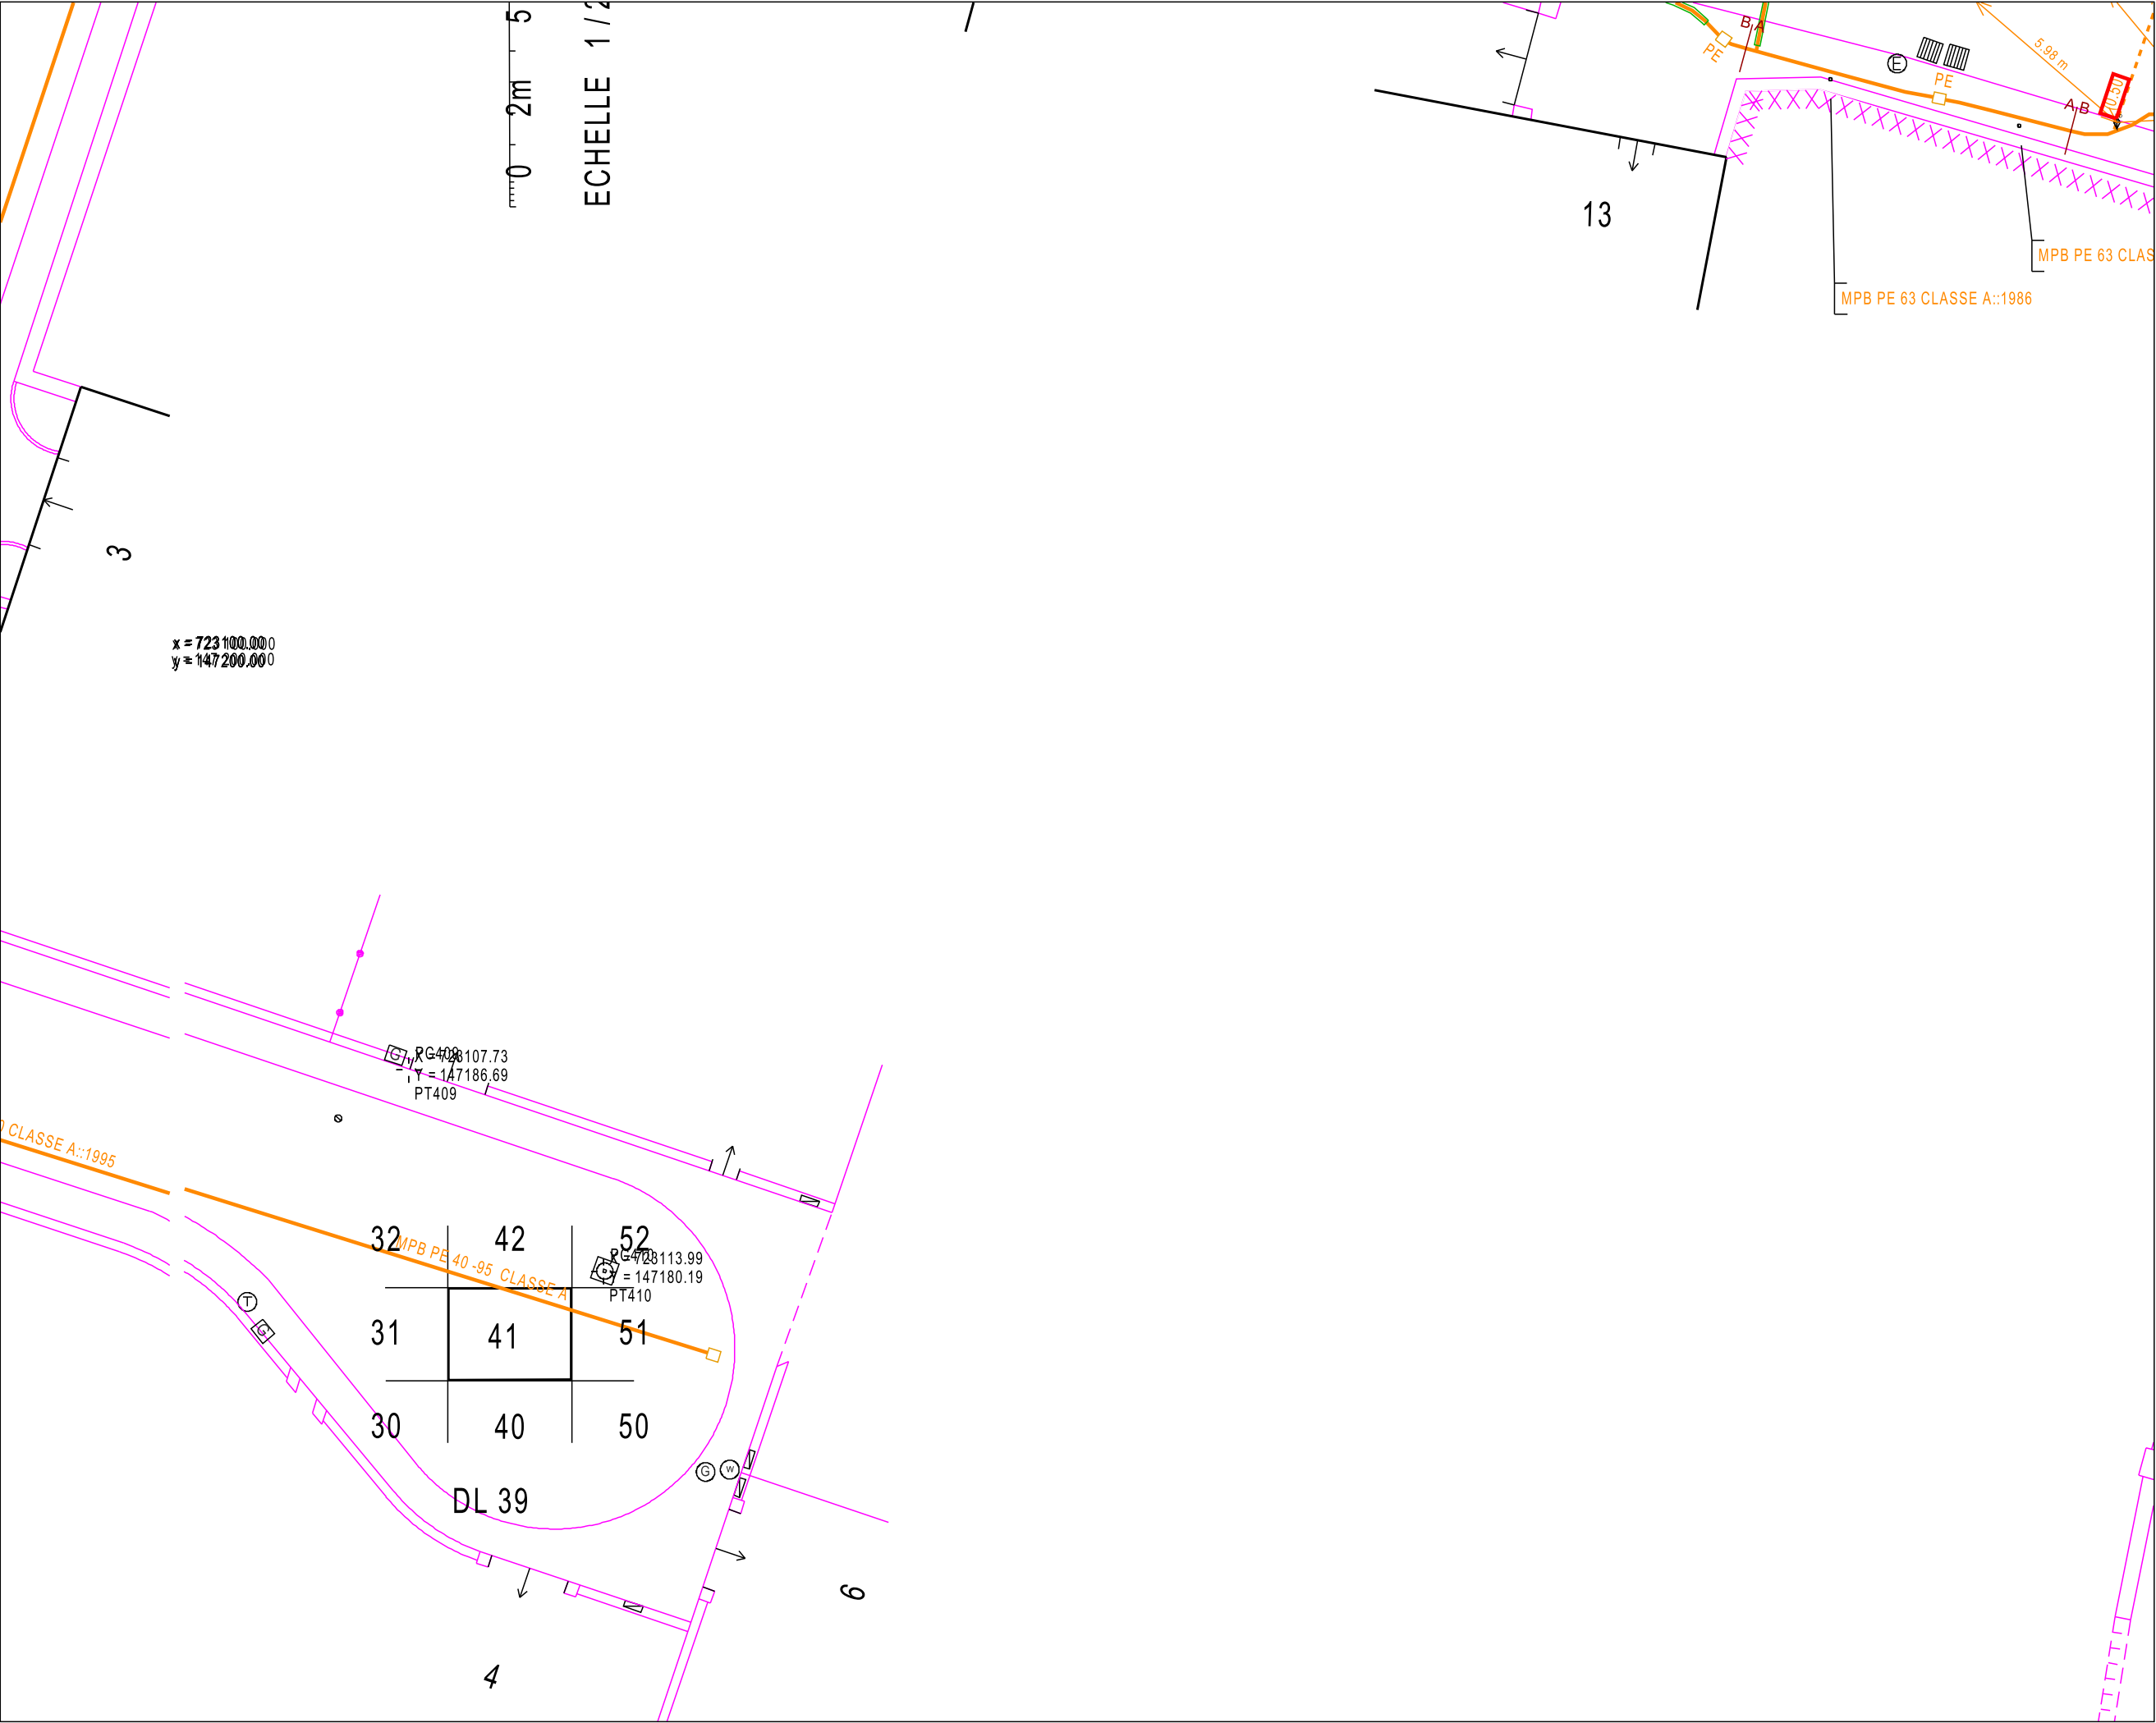 5
2m
0
ECHELLE 1 / 2
B A
PE
E
PE
5.98 m
A B
13
MPB PE 63 CLAS
MPB PE 63 CLASSE A::1986
3
x = 723100.00
y = 147200.00
G
X = 723107.73
Y = 147186.69
PT409
CLASSE A::1995
32
42
52
MPB PE 40 -95 CLASSE A
= 723113.99
= 147180.19
PT410
T
G
31
41
51
30
40
50
G
W
DL 39
6
4